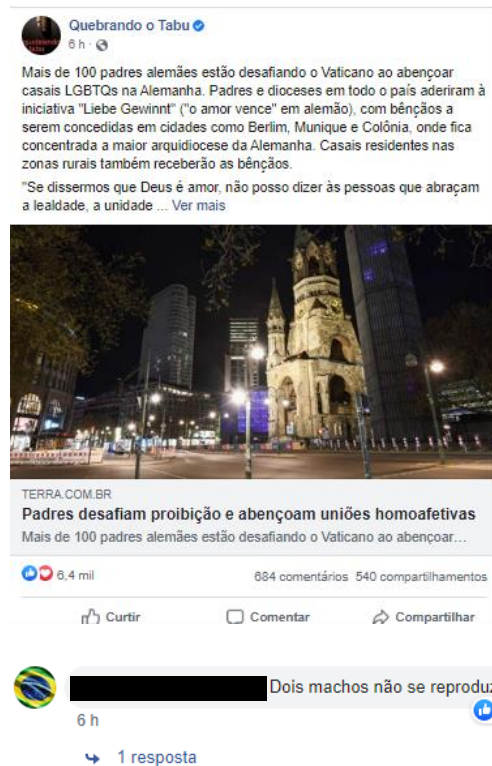 Quebrando o Tabu
6 h ·
Mais de 100 padres alemães estão desafiando o Vaticano ao abençoar
casais LGBTQs na Alemanha. Padres e dioceses em todo o país aderiram à
iniciativa "Liebe Gewinnt" ("o amor vence" em alemão), com bênçãos a
serem concedidas em cidades como Berlim, Munique e Colônia, onde fica
concentrada a maior arquidiocese da Alemanha. Casais residentes nas
zonas rurais também receberão as bênçãos.
"Se dissermos que Deus é amor, não posso dizer às pessoas que abraçam
a lealdade, a unidade ... Ver mais
TERRA.COM.BR
Padres desafiam proibição e abençoam uniões homoafetivas
Mais de 100 padres alemães estão desafiando o Vaticano ao abençoar...
6,4 mil
684 comentários 540 compartilhamentos
Curtir Comentar Compartilhar
Dois machos não se reproduz
6 h
1 resposta